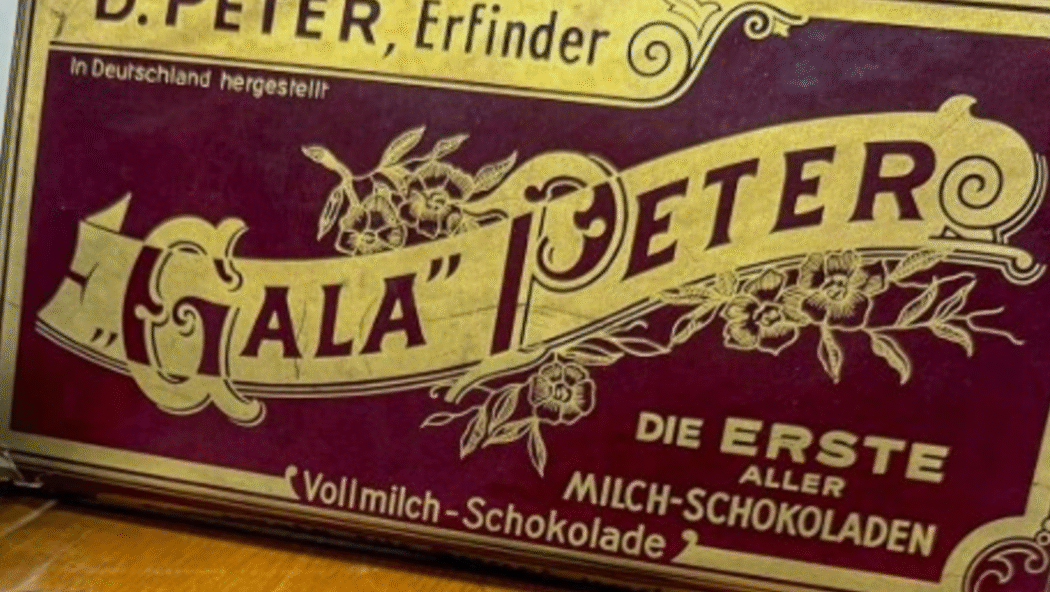 D. PETER, Erfinder
In Deutschland hergestellt
„GALA” PETER
DIE ERSTE
ALLER
MILCH-SCHOKOLADEN
Vollmilch-Schokolade